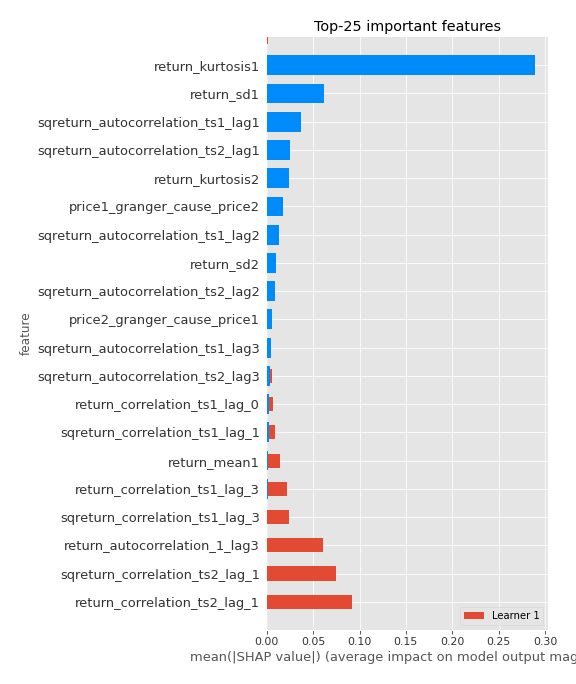 Top-25 important features
return_kurtosis1
return_sd1
sqreturn_autocorrelation_ts1_lag1
sqreturn_autocorrelation_ts2_lag1
return_kurtosis2
price1_granger_cause_price2
sqreturn_autocorrelation_ts1_lag2
return_sd2
sqreturn_autocorrelation_ts2_lag2
price2_granger_cause_price1
sqreturn_autocorrelation_ts1_lag3
sqreturn_autocorrelation_ts2_lag3
return_correlation_ts1_lag_0
sqreturn_correlation_ts1_lag_1
return_mean1
return_correlation_ts1_lag_3
sqreturn_correlation_ts1_lag_3
return_autocorrelation_1_lag3
sqreturn_correlation_ts2_lag_1
return_correlation_ts2_lag_1
feature
Learner 1
0.00 0.05 0.10 0.15 0.20 0.25 0.30
mean(|SHAP value|) (average impact on model output mag